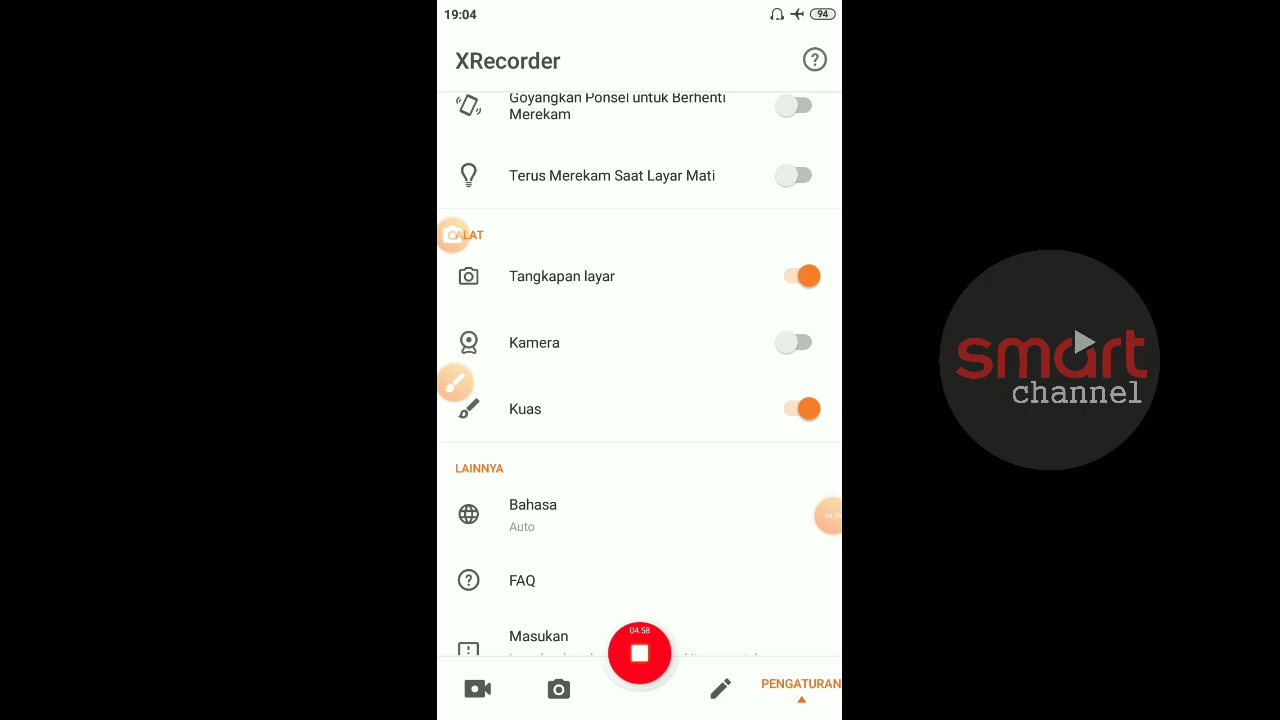 19:04
94
XRecorder
Goyangkan Ponsel untuk Berhenti
Merekam
Terus Merekam Saat Layar Mati
ALAT
Tangkapan layar
Kamera
Kuas
LAINNYA
Bahasa
Auto
FAQ
Masukan
04:58
PENGATURAN
smart
channel